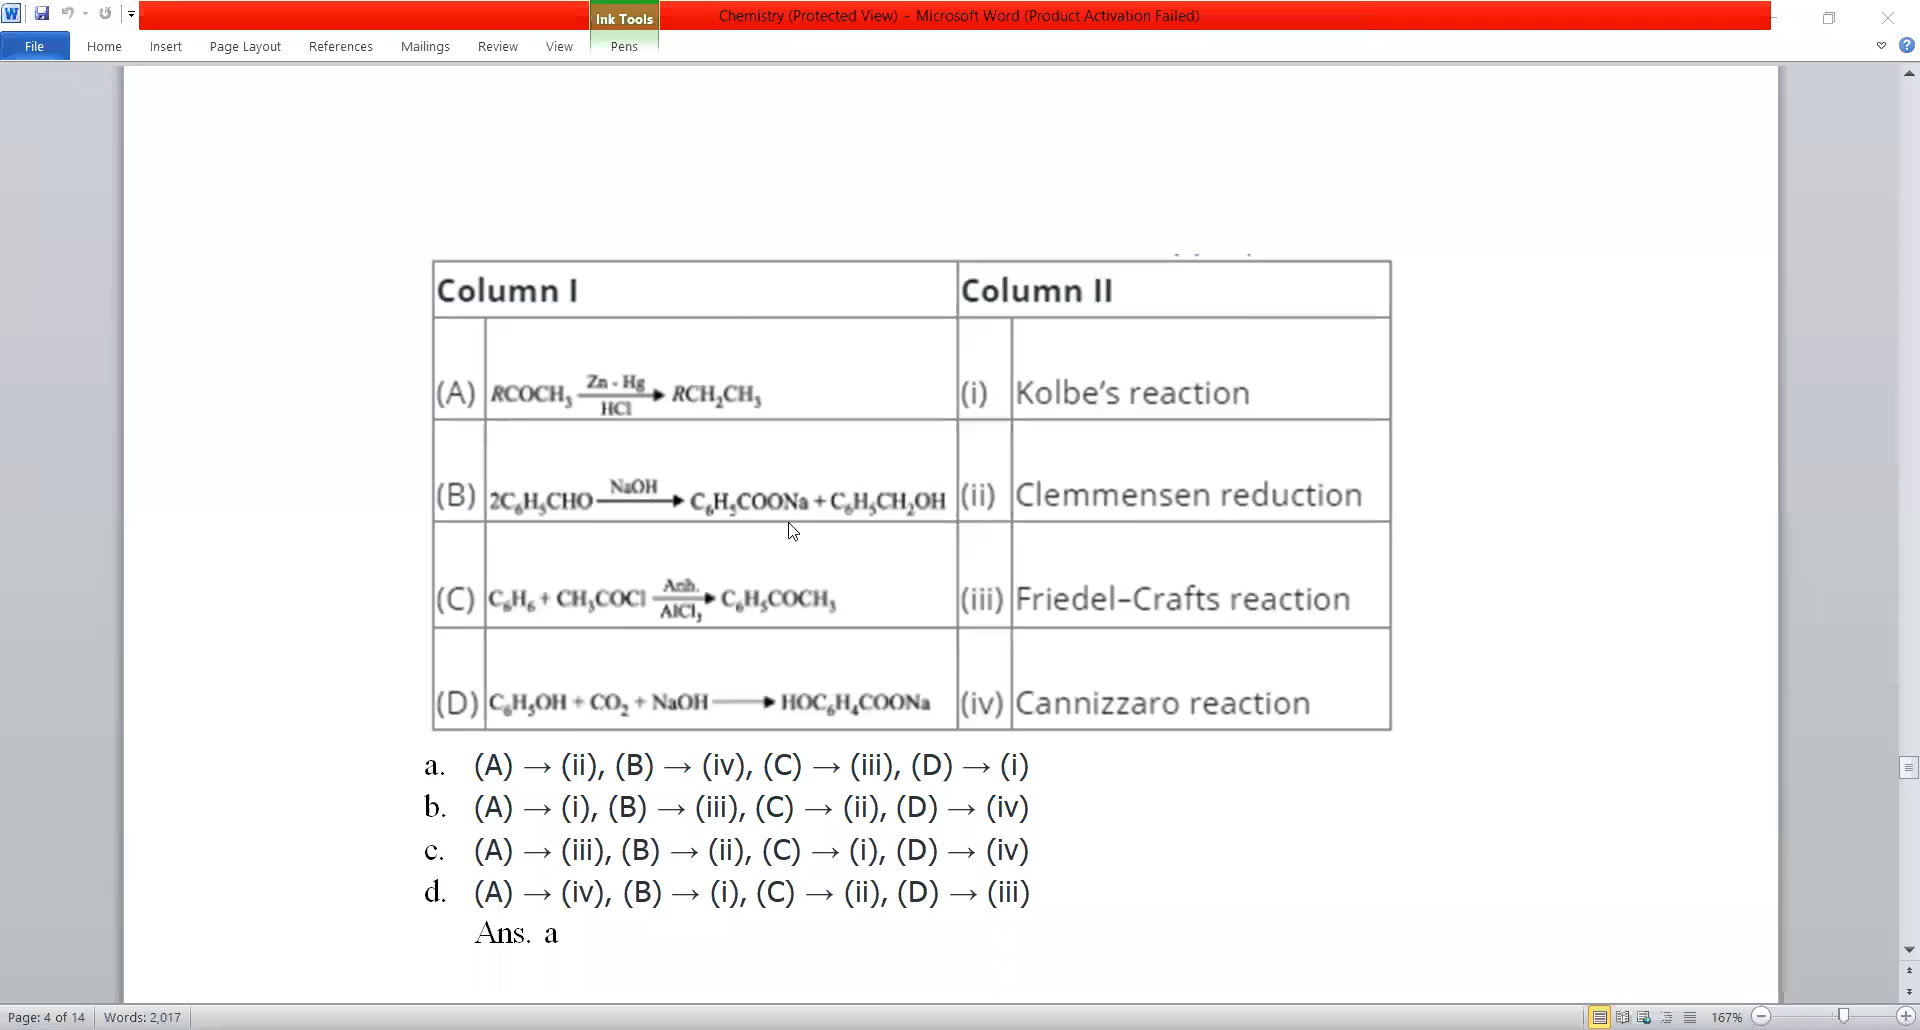 Chemistry (Protected View) - Microsoft Word (Product Activation Failed)
Ink Tools
File Home Insert Page Layout References Mailings Review View Pens
Column I Column II
(A) RCOCH₃ Zn - Hg HCl → RCH₂CH₃ (i) Kolbe’s reaction
(B) 2C₆H₅CHO NaOH → C₆H₅COONa + C₆H₅CH₂OH (ii) Clemmensen reduction
(C) C₆H₆ + CH₃COCl Anh. AlCl₃ → C₆H₅COCH₃ (iii) Friedel–Crafts reaction
(D) C₆H₅OH + CO₂ + NaOH → HOC₆H₄COONa (iv) Cannizzaro reaction
a. (A) → (ii), (B) → (iv), (C) → (iii), (D) → (i)
b. (A) → (i), (B) → (iii), (C) → (ii), (D) → (iv)
c. (A) → (iii), (B) → (ii), (C) → (i), (D) → (iv)
d. (A) → (iv), (B) → (i), (C) → (ii), (D) → (iii)
Ans. a
Page: 4 of 14 Words: 2,017 167%